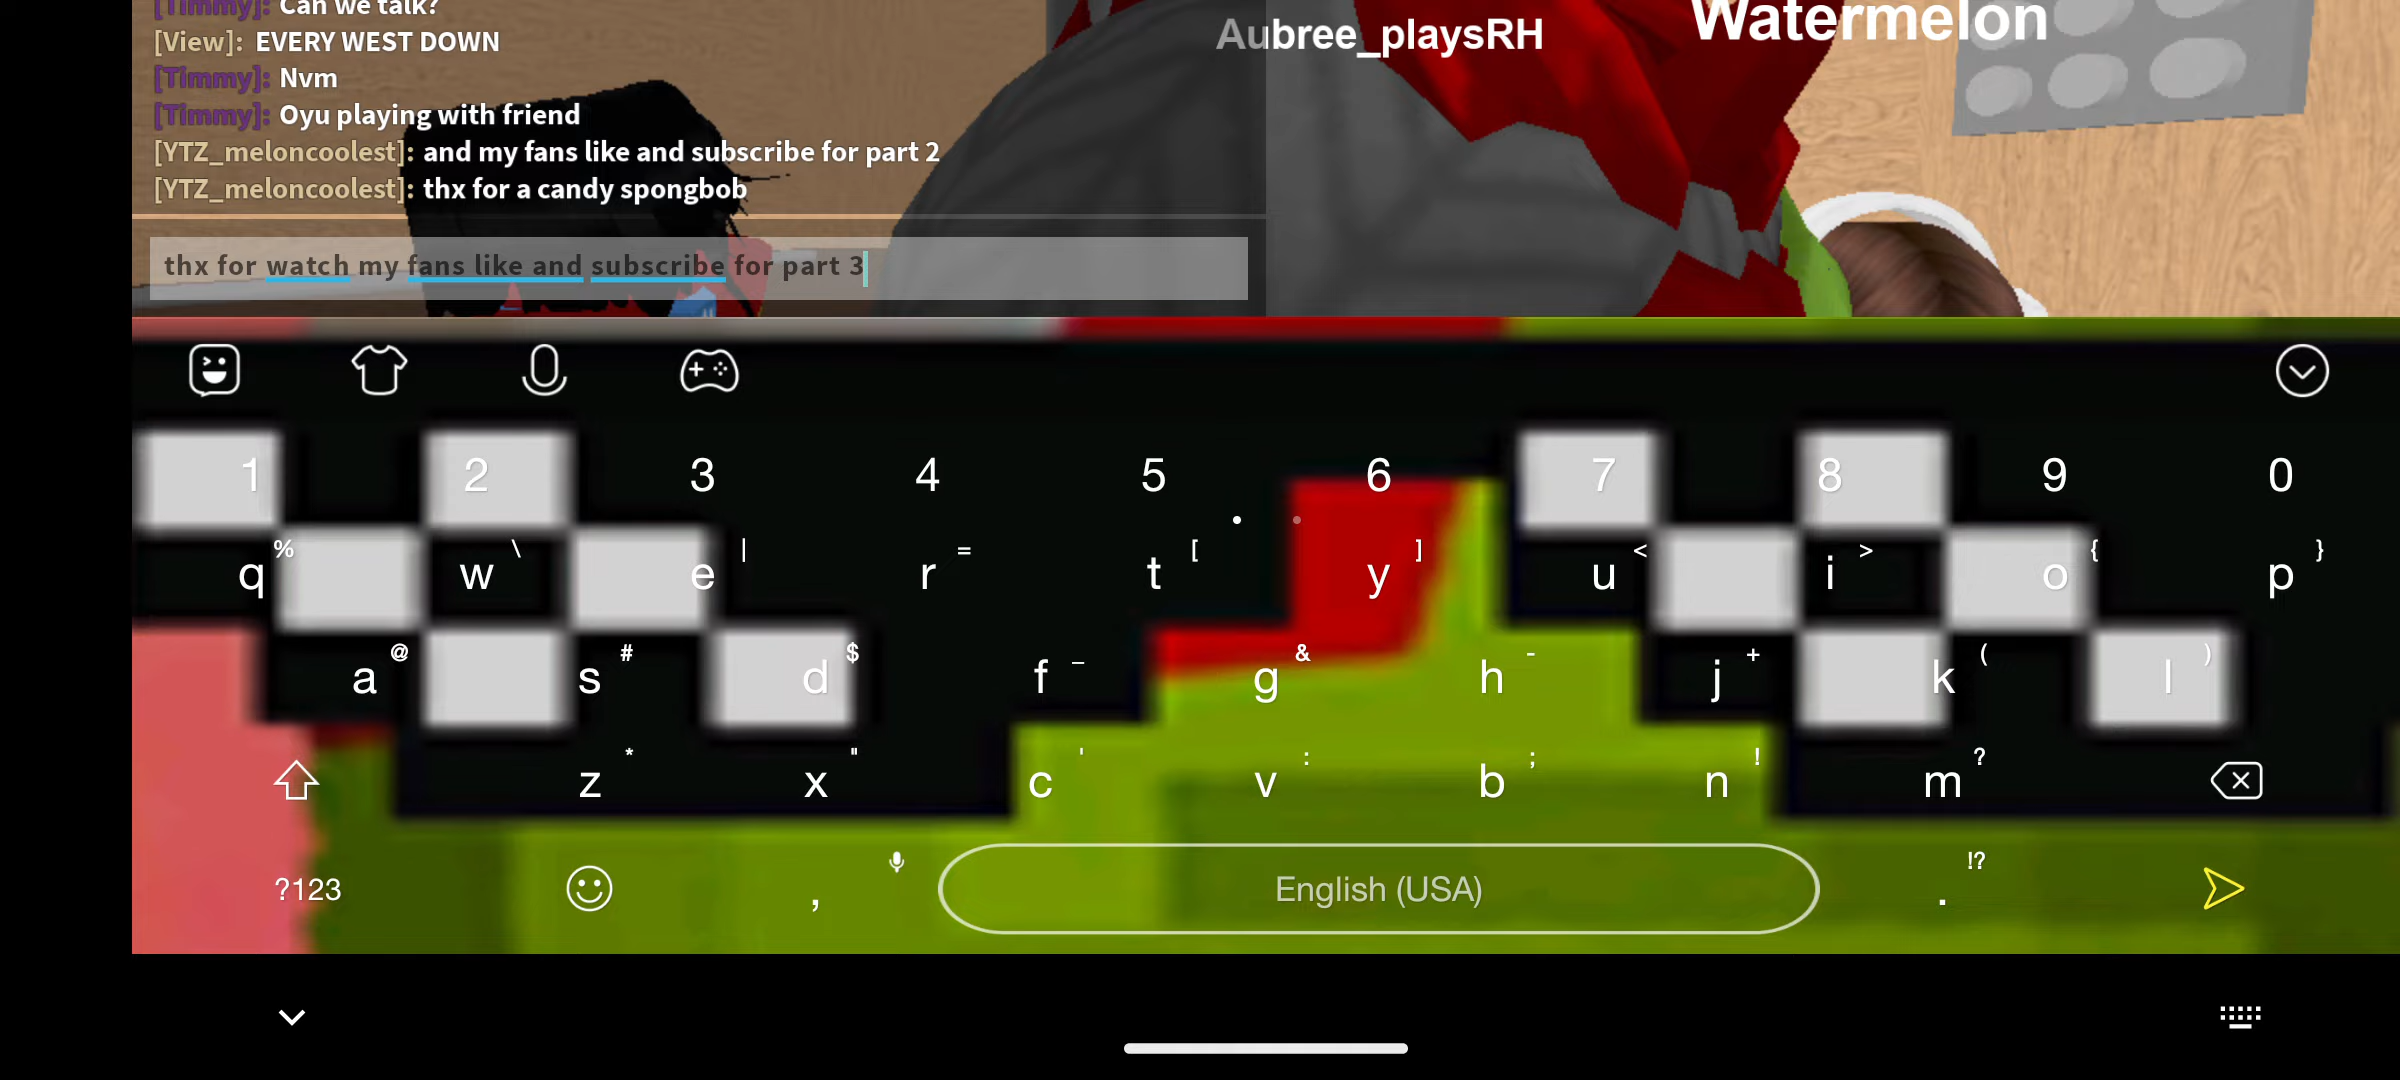 [Timmy]: Can we talk?
[View]: EVERY WEST DOWN
[Timmy]: Nvm
[Timmy]: Oyu playing with friend
[YTZ_meloncoolest]: and my fans like and subscribe for part 2
[YTZ_meloncoolest]: thx for a candy spongbob
Aubree_playsRH
Watermelon
thx for watch my fans like and subscribe for part 3
1 2 3 4 5 6 7 8 9 0
% \ | = [ ] < > { }
q w e r t y u i o p
@ # $ _ & - + ( )
a s d f g h j k l
* " ' : ; ! ?
z x c v b n m
?123 , English (USA) . !?